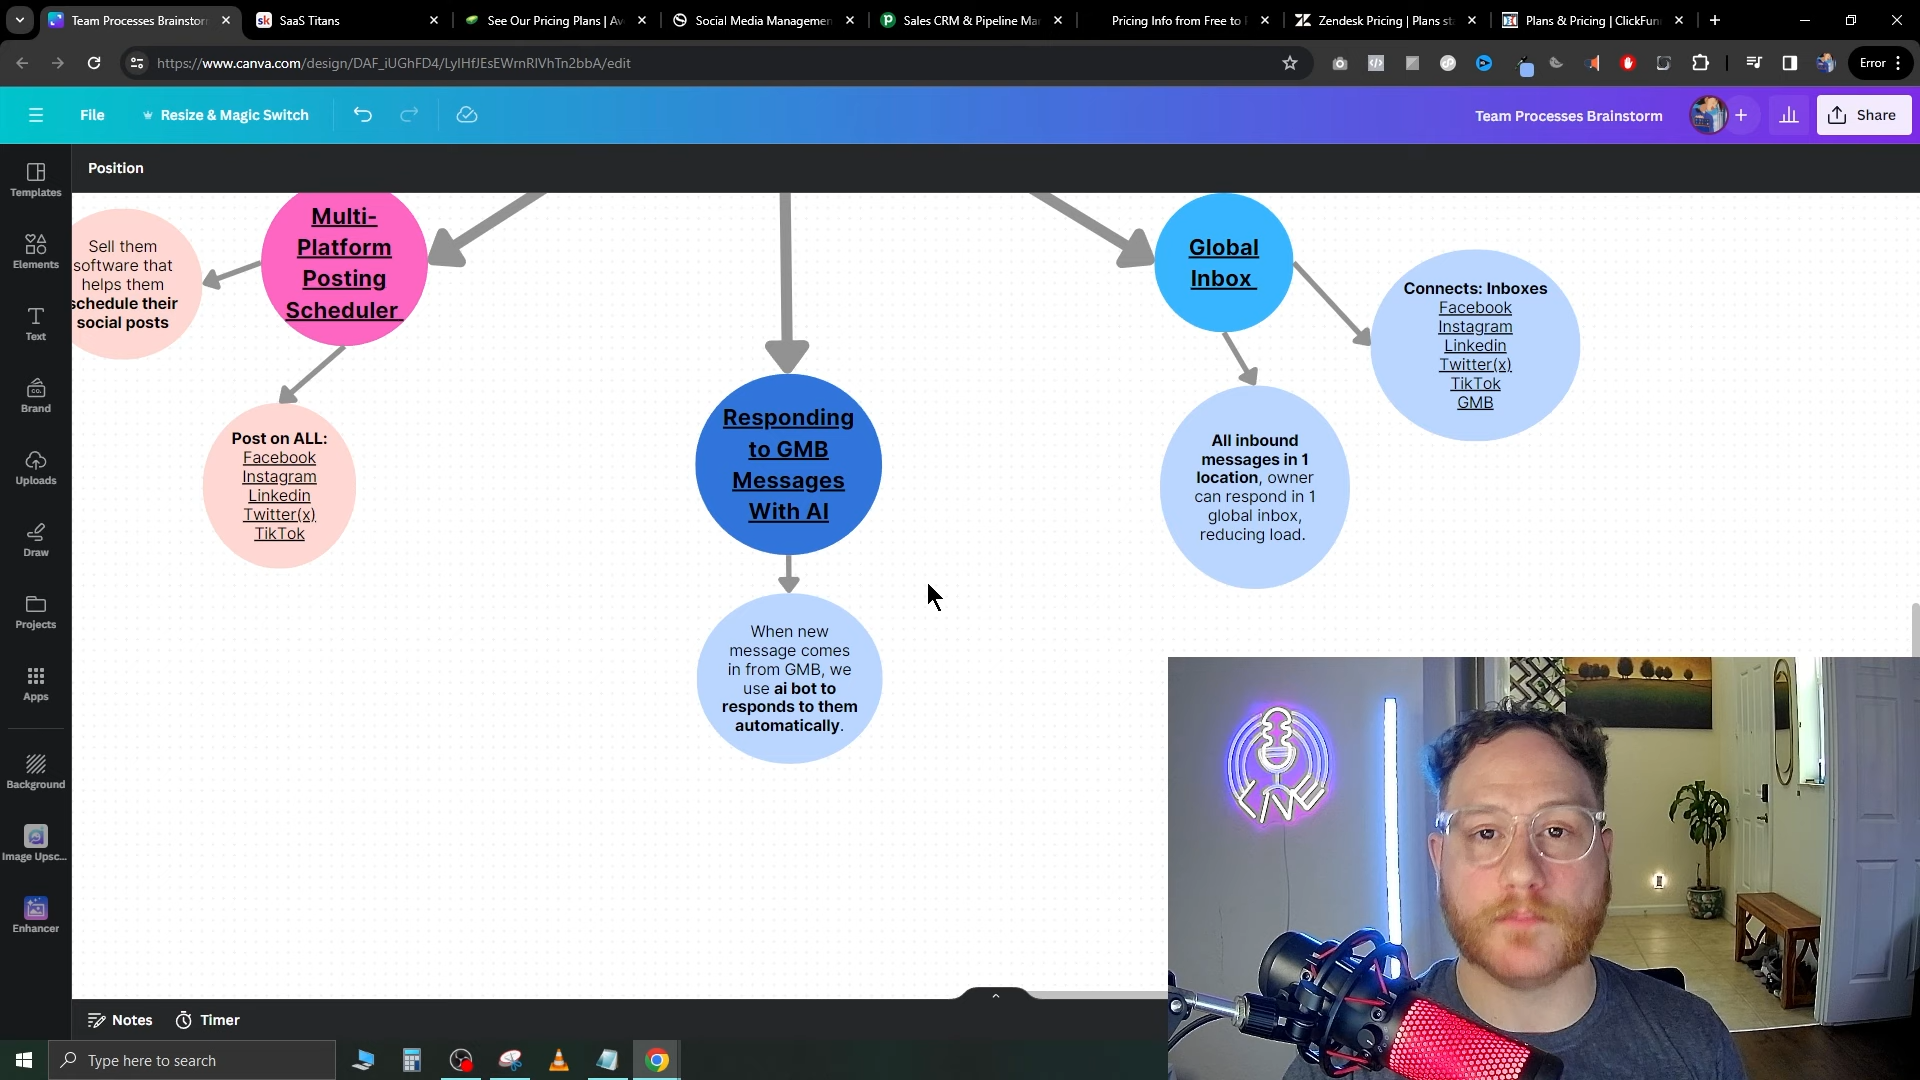 Team Processes Brainstor
SaaS Titans
See Our Pricing Plans | Av
Social Media Managemen
Sales CRM & Pipeline Ma
Pricing Info from Free to
Zendesk Pricing | Plans st
Plans & Pricing | ClickFun
https://www.canva.com/design/DAF_iUGhFD4/LylHfJEsEWrnRIVhTn2bbA/edit
Error
File
Resize & Magic Switch
Team Processes Brainstorm
Share
Position
Templates
Elements
Text
Brand
Uploads
Draw
Projects
Apps
Background
Image Upsc...
Enhancer
Sell them
software that
helps them
schedule their
social posts
Multi-
Platform
Posting
Scheduler
Post on ALL:
Facebook
Instagram
Linkedin
Twitter(x)
TikTok
Responding
to GMB
Messages
With AI
When new
message comes
in from GMB, we
use ai bot to
responds to them
automatically.
Global
Inbox
Connects: Inboxes
Facebook
Instagram
Linkedin
Twitter(x)
TikTok
GMB
All inbound
messages in 1
location, owner
can respond in 1
global inbox,
reducing load.
Notes
Timer
Type here to search